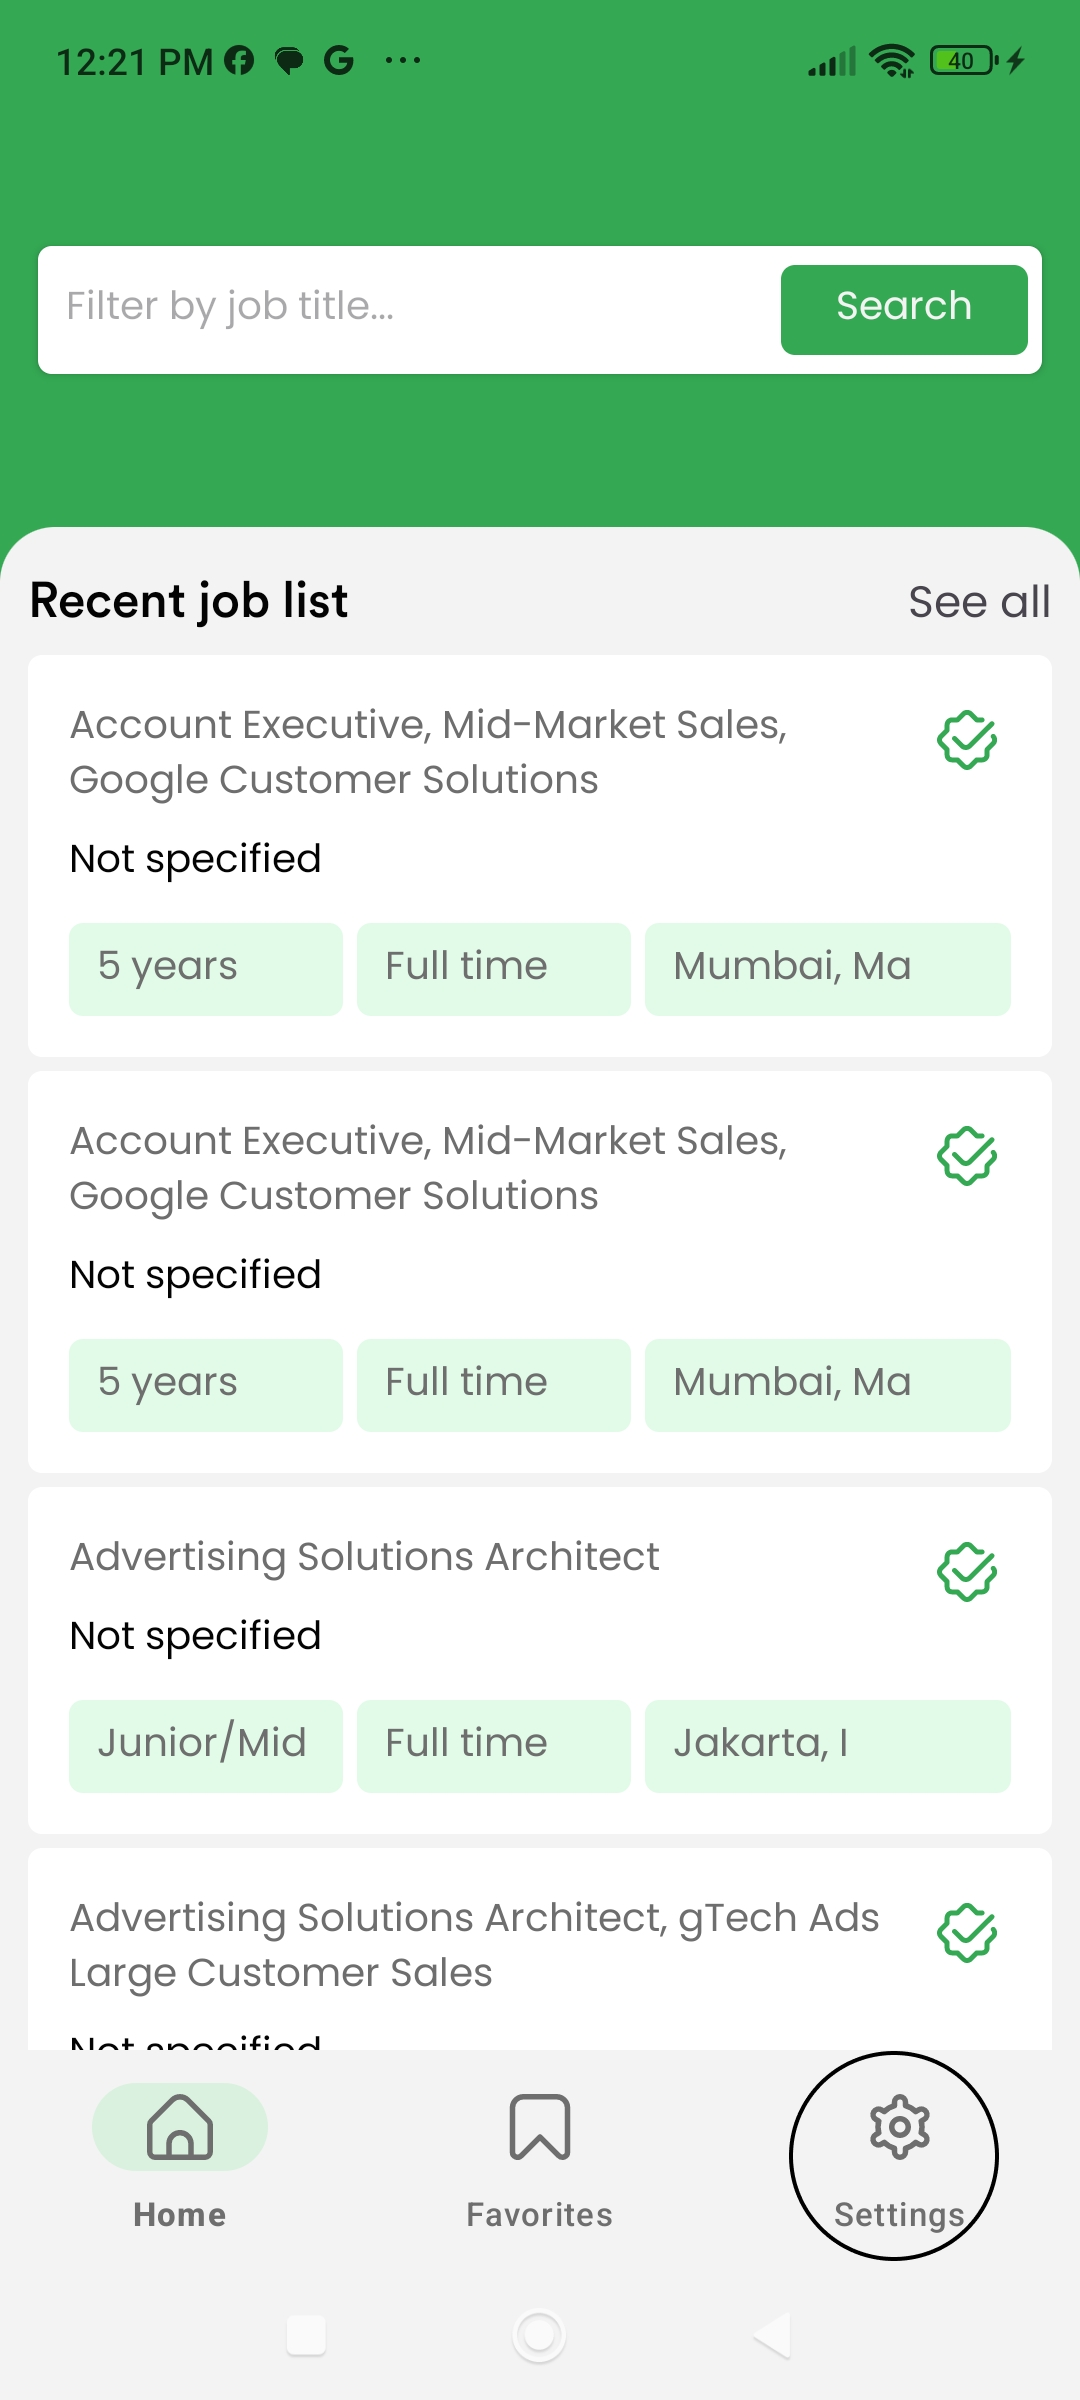 12:21 PM
40
Filter by job title...
Search
Recent job list
See all
Account Executive, Mid-Market Sales,
Google Customer Solutions
Not specified
5 years
Full time
Mumbai, Ma
Account Executive, Mid-Market Sales,
Google Customer Solutions
Not specified
5 years
Full time
Mumbai, Ma
Advertising Solutions Architect
Not specified
Junior/Mid
Full time
Jakarta, I
Advertising Solutions Architect, gTech Ads
Large Customer Sales
Not specified
Home
Favorites
Settings